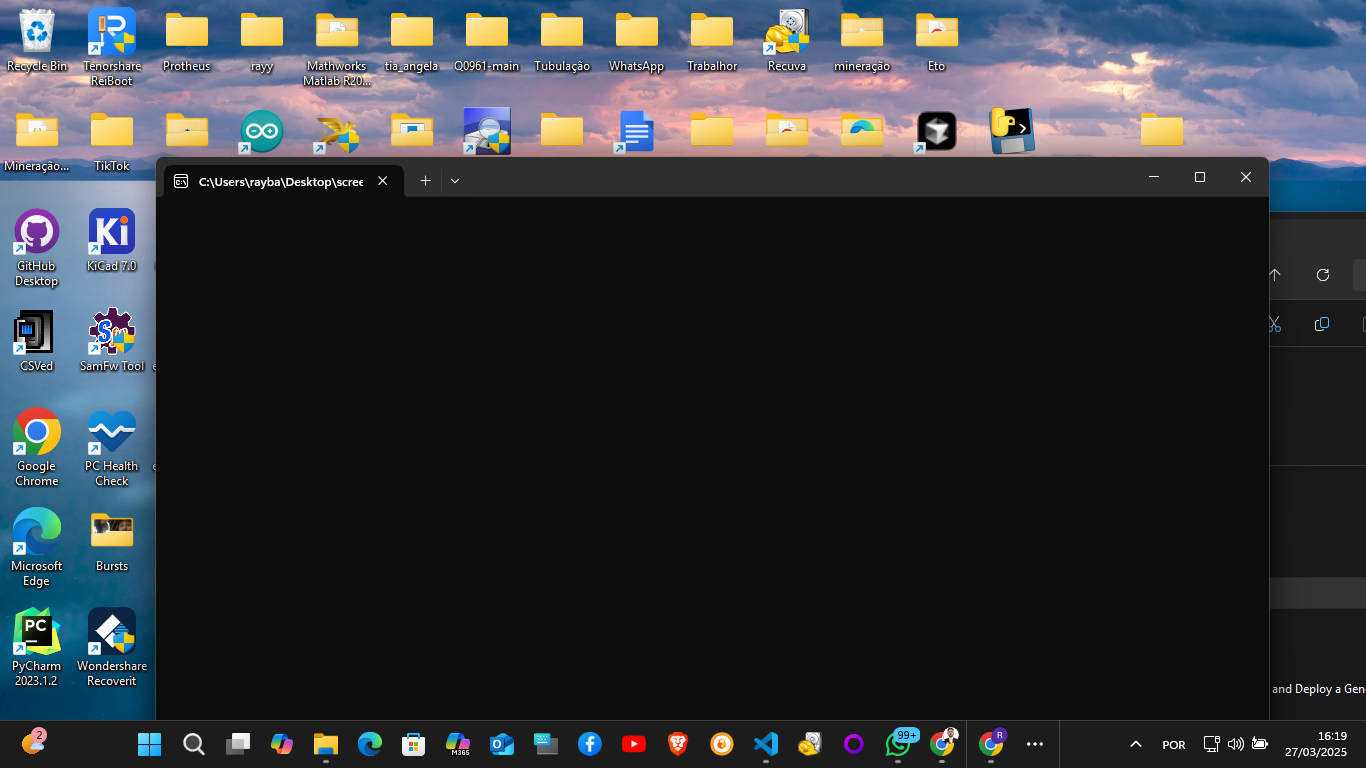 Recycle Bin
Tenorshare
ReiBoot
Protheus
rayy
Mathworks
Matlab R20...
tia_angela
Q0961-main
Tubulação
WhatsApp
Trabalhor
Recuva
mineração
Eto
Mineração...
TikTok
C:\Users\rayba\Desktop\scree
GitHub
Desktop
Ki
KiCad 7.0
CSVed
SamFw Tool
Google
Chrome
PC Health
Check
Microsoft
Edge
Bursts
PC
PyCharm
2023.1.2
Wondershare
Recoverit
and Deploy a Gen
2
M365
99+
R
POR
16:19
27/03/2025